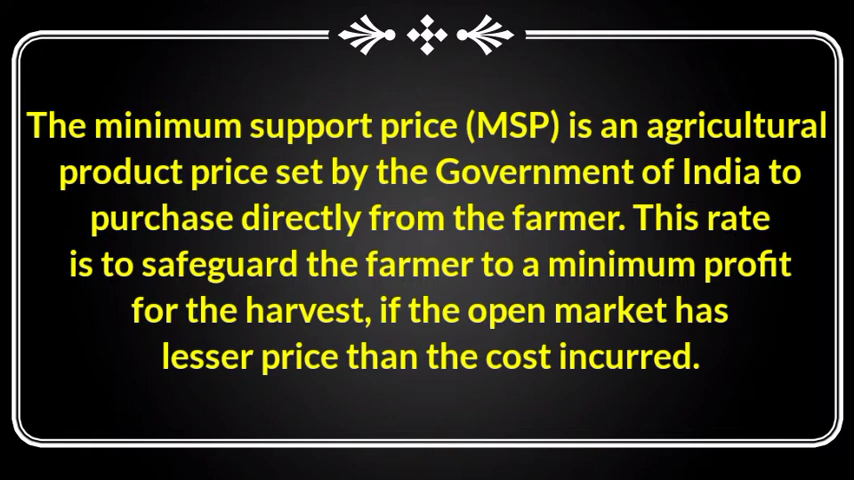 The minimum support price (MSP) is an agricultural
product price set by the Government of India to
purchase directly from the farmer. This rate
is to safeguard the farmer to a minimum profit
for the harvest, if the open market has
lesser price than the cost incurred.